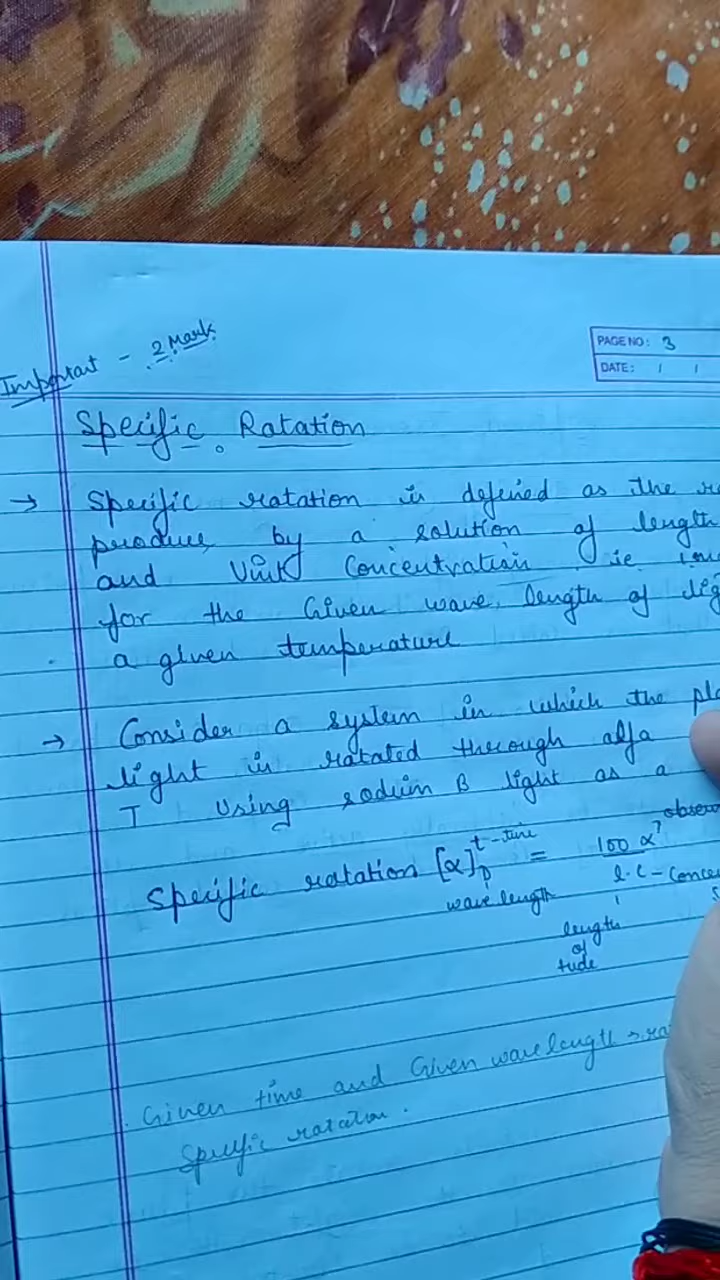 Important - 2 Mark
PAGE NO: 3
DATE: / /
Specific Ratation
→ Specific ratation is defined as the
produce by a solution of length
and Unit Concentration ie
for the Given wave length of
a given temperature
→ Consider a system in which the
light is ratated through alfa
T Using sodium B light as a
Specific ratation [α]D t-time = 100 α
l.C - 
wave length
length
of
tude
Given time and Given wavelength
Specific ratation.